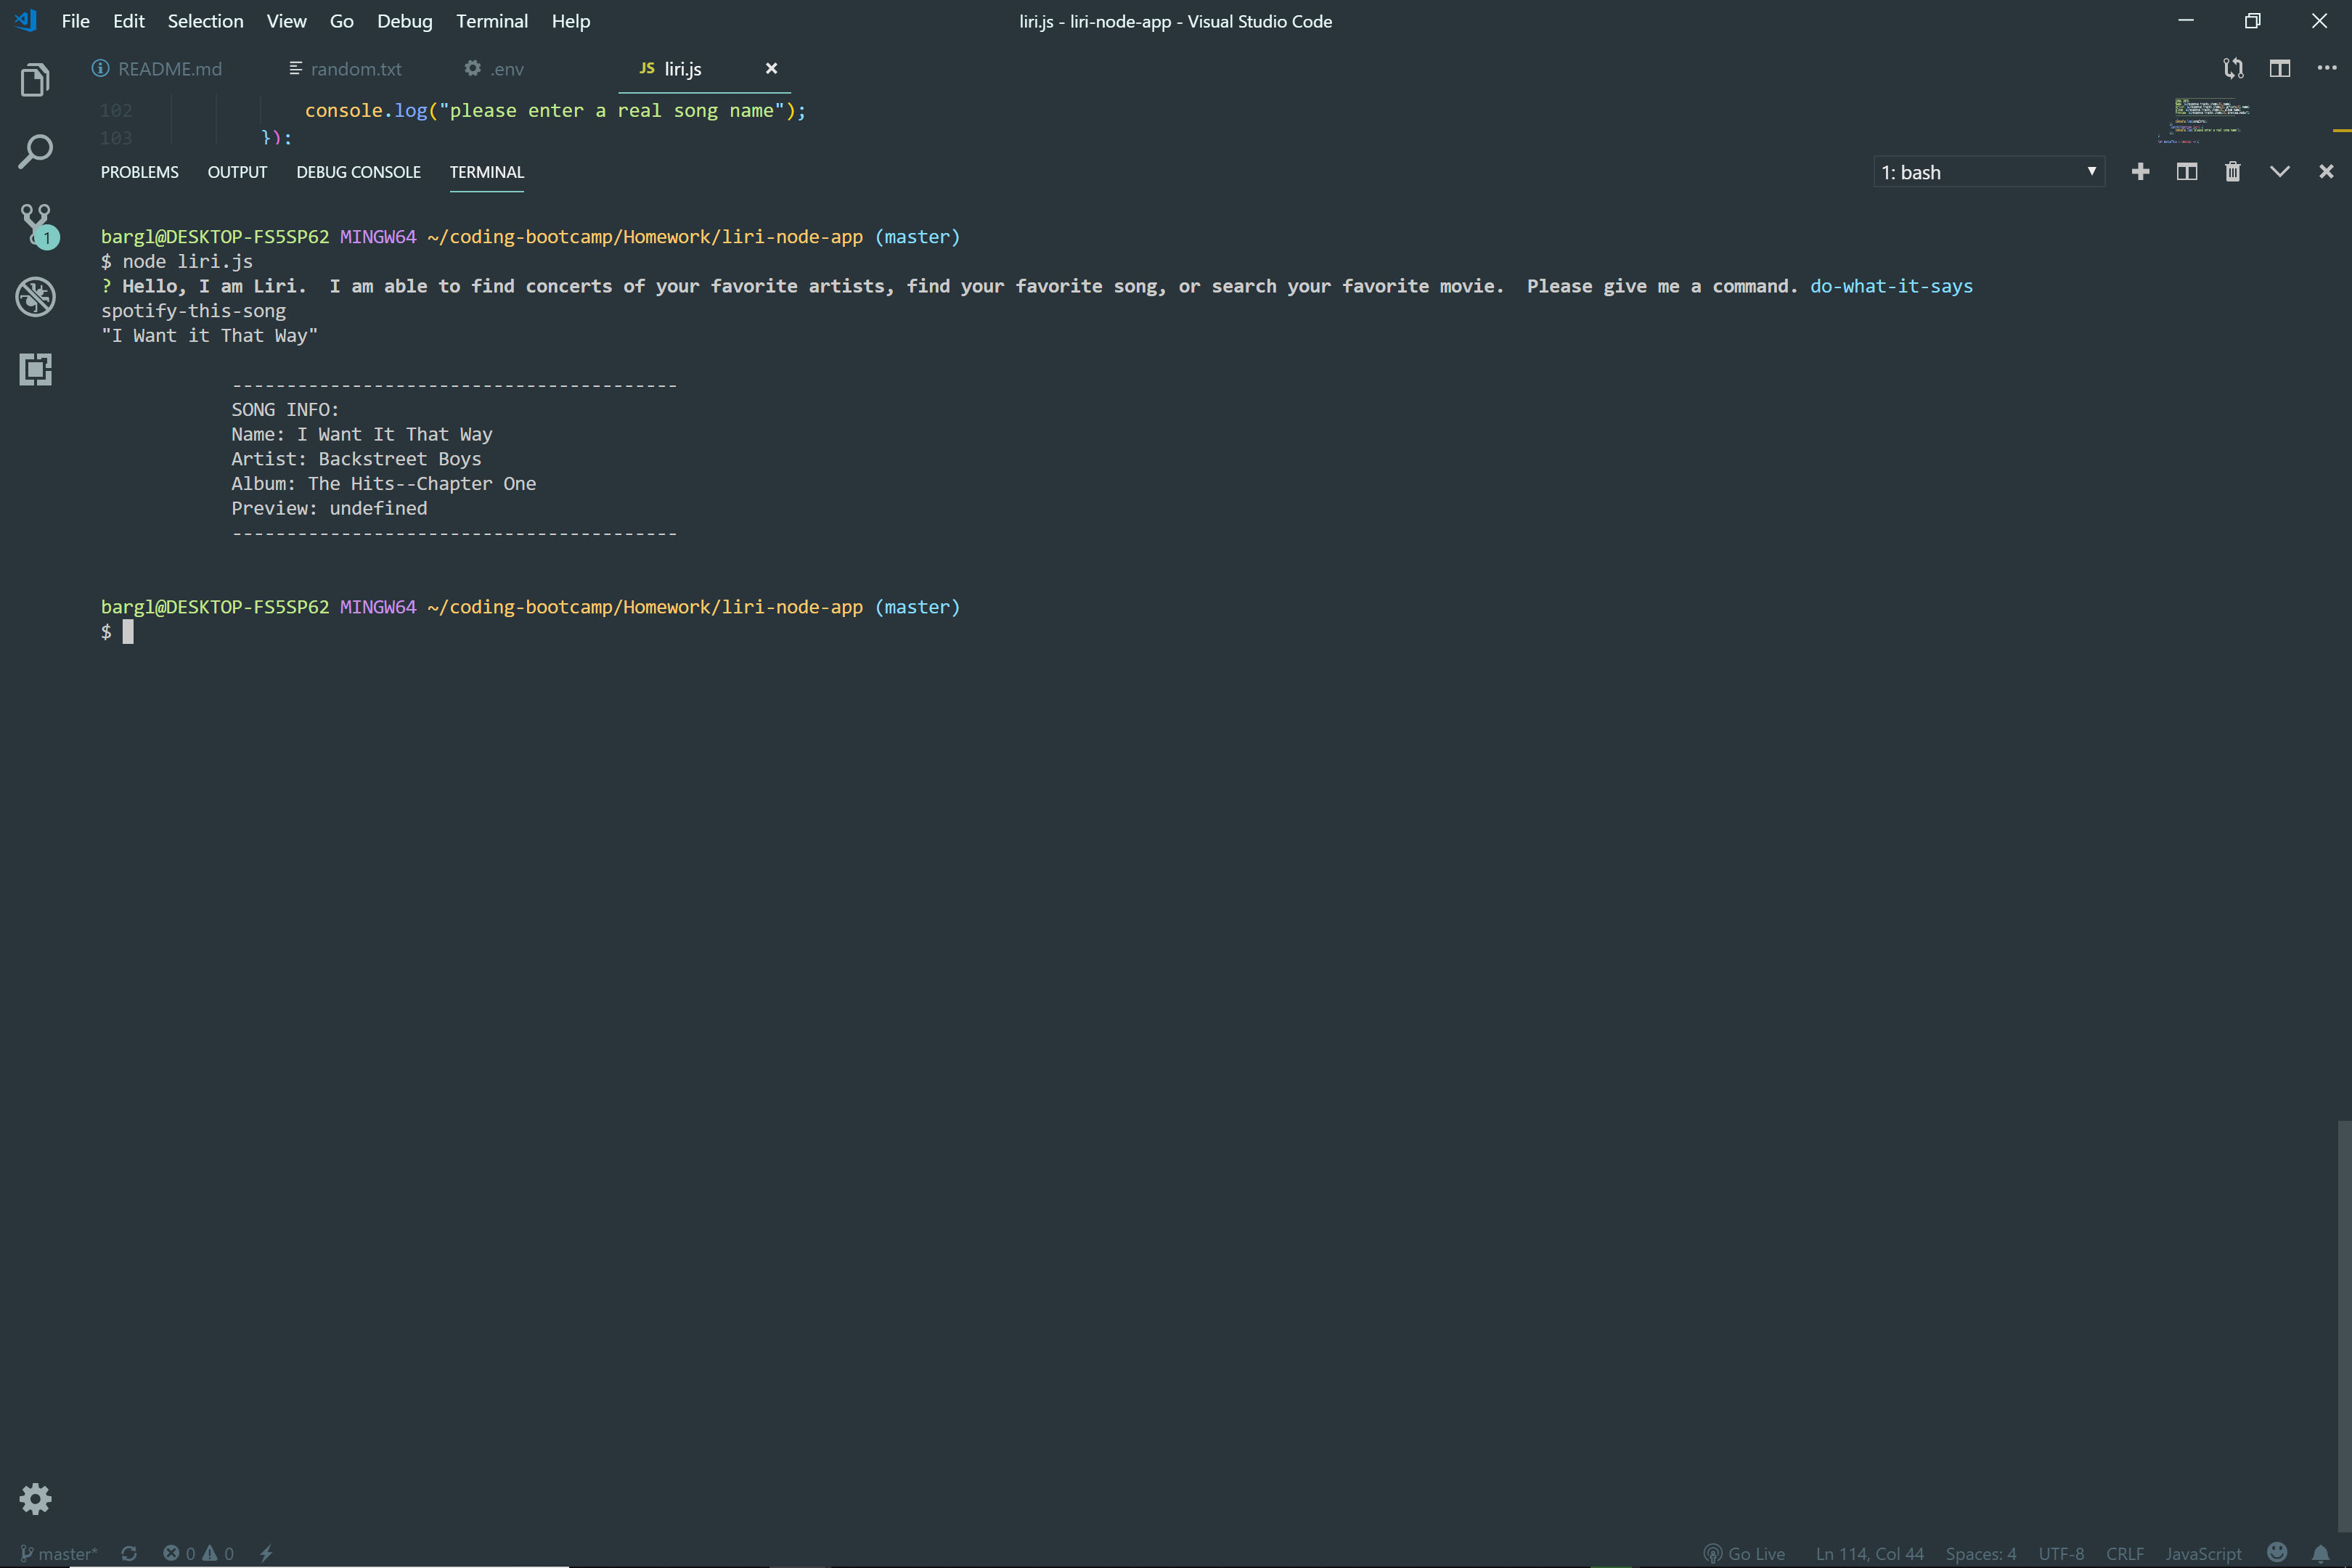 File Edit Selection View Go Debug Terminal Help liri.js - liri-node-app - Visual Studio Code
README.md random.txt .env JS liri.js
102 console.log("please enter a real song name");
103 });
PROBLEMS OUTPUT DEBUG CONSOLE TERMINAL 1: bash
bargl@DESKTOP-FS5SP62 MINGW64 ~/coding-bootcamp/Homework/liri-node-app (master)
$ node liri.js
? Hello, I am Liri.  I am able to find concerts of your favorite artists, find your favorite song, or search your favorite movie.  Please give me a command. do-what-it-says
spotify-this-song
"I Want it That Way"
-----------------------------------------
SONG INFO:
Name: I Want It That Way
Artist: Backstreet Boys
Album: The Hits--Chapter One
Preview: undefined
-----------------------------------------
bargl@DESKTOP-FS5SP62 MINGW64 ~/coding-bootcamp/Homework/liri-node-app (master)
$
1
master* 0 0 Go Live Ln 114, Col 44 Spaces: 4 UTF-8 CRLF JavaScript